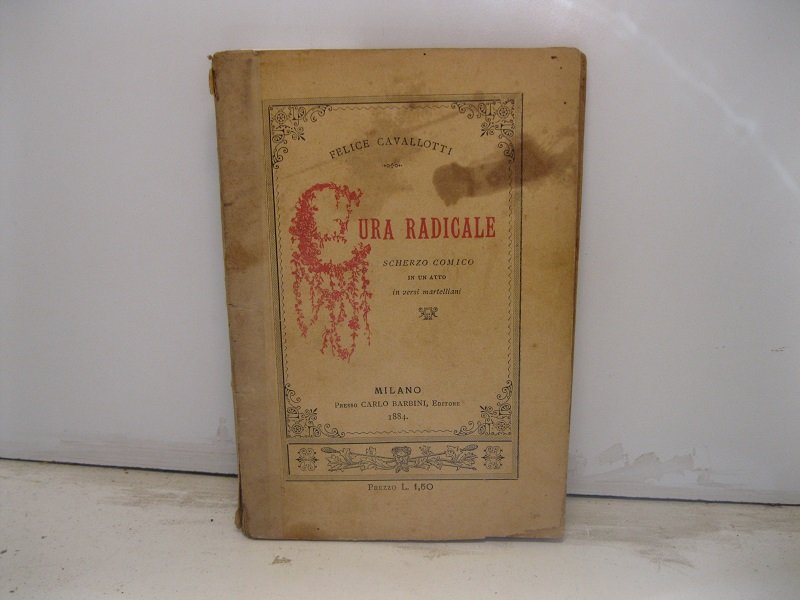 FELICE CAVALLOTTI
CURA RADICALE
SCHERZO COMICO
IN UN ATTO
in versi martelliani
MILANO
PRESSO CARLO BARBINI, EDITORE
1884.
PREZZO L. 1,50